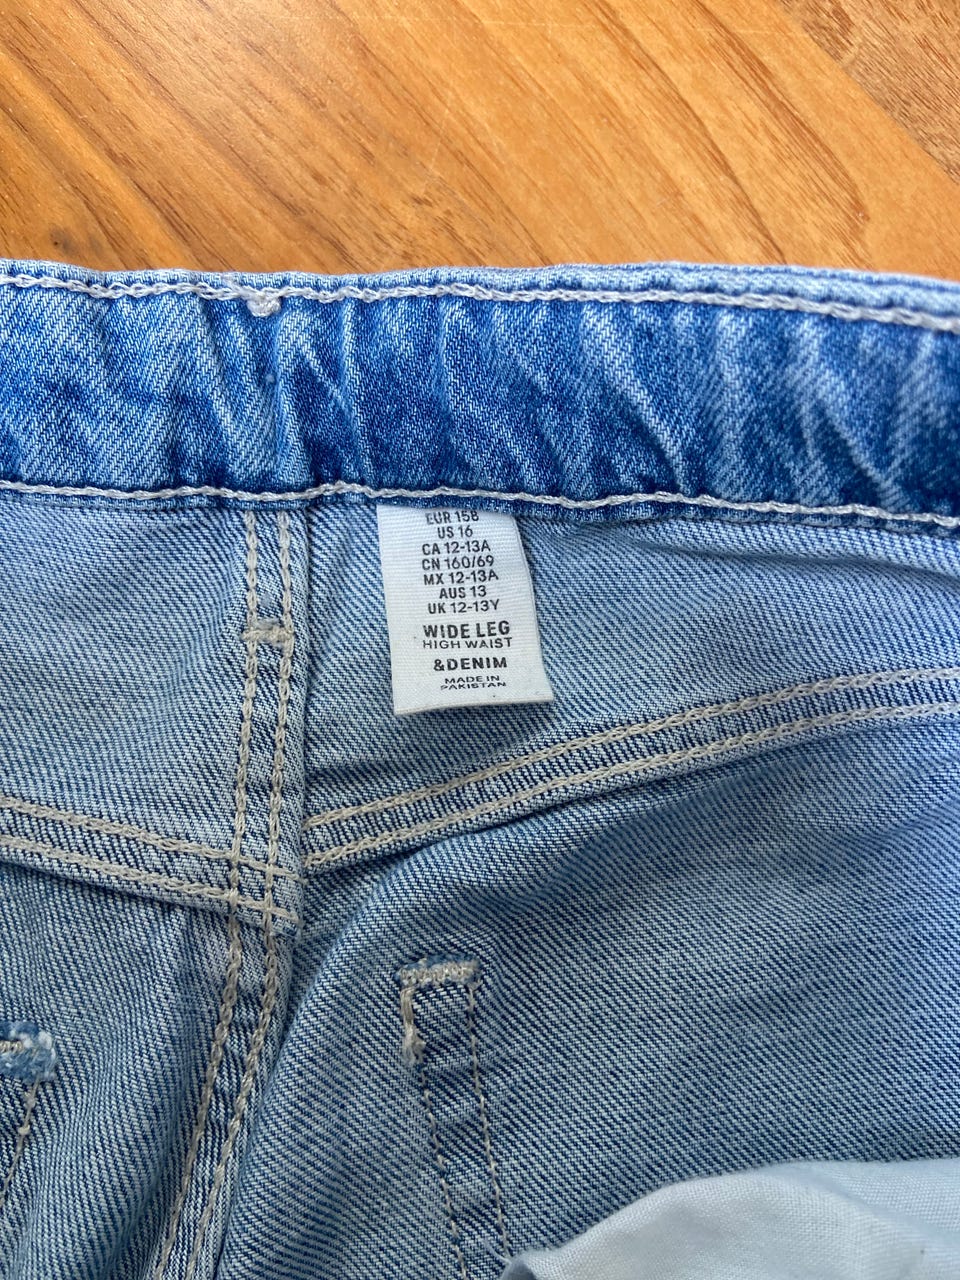 EUR 158
US 16
CA 12-13A
CN 160/69
MX 12-13A
AUS 13
UK 12-13Y
WIDE LEG
HIGH WAIST
&DENIM
MADE IN
PAKISTAN